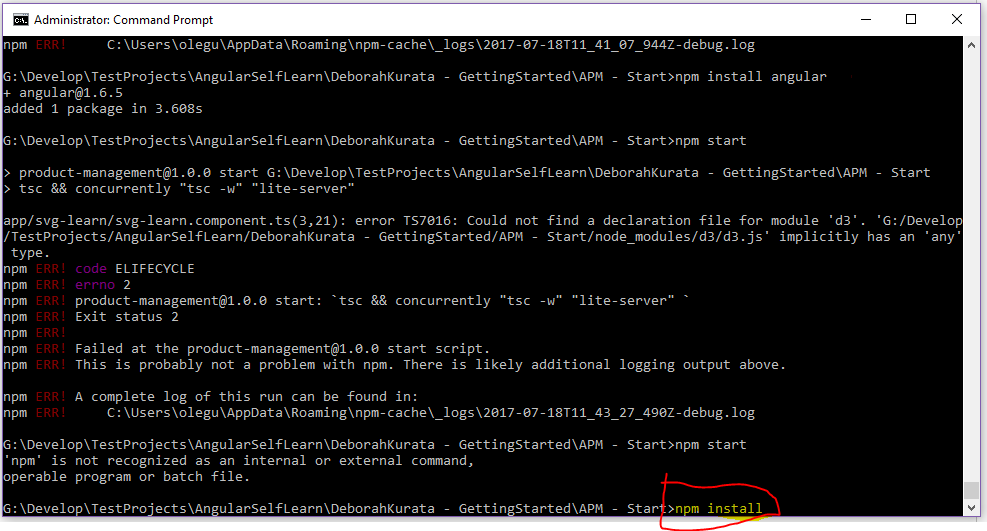 Administrator: Command Prompt
npm ERR!     C:\Users\olegu\AppData\Roaming\npm-cache\_logs\2017-07-18T11_41_07_944Z-debug.log
G:\Develop\TestProjects\AngularSelfLearn\DeborahKurata - GettingStarted\APM - Start>npm install angular
+ angular@1.6.5
added 1 package in 3.608s
G:\Develop\TestProjects\AngularSelfLearn\DeborahKurata - GettingStarted\APM - Start>npm start
> product-management@1.0.0 start G:\Develop\TestProjects\AngularSelfLearn\DeborahKurata - GettingStarted\APM - Start
> tsc && concurrently "tsc -w" "lite-server"
app/svg-learn/svg-learn.component.ts(3,21): error TS7016: Could not find a declaration file for module 'd3'. 'G:/Develop
/TestProjects/AngularSelfLearn/DeborahKurata - GettingStarted/APM - Start/node_modules/d3/d3.js' implicitly has an 'any'
 type.
npm ERR! code ELIFECYCLE
npm ERR! errno 2
npm ERR! product-management@1.0.0 start: `tsc && concurrently "tsc -w" "lite-server" `
npm ERR! Exit status 2
npm ERR!
npm ERR! Failed at the product-management@1.0.0 start script.
npm ERR! This is probably not a problem with npm. There is likely additional logging output above.
npm ERR! A complete log of this run can be found in:
npm ERR!     C:\Users\olegu\AppData\Roaming\npm-cache\_logs\2017-07-18T11_43_27_490Z-debug.log
G:\Develop\TestProjects\AngularSelfLearn\DeborahKurata - GettingStarted\APM - Start>npm start
'npm' is not recognized as an internal or external command,
operable program or batch file.
G:\Develop\TestProjects\AngularSelfLearn\DeborahKurata - GettingStarted\APM - Start>npm install